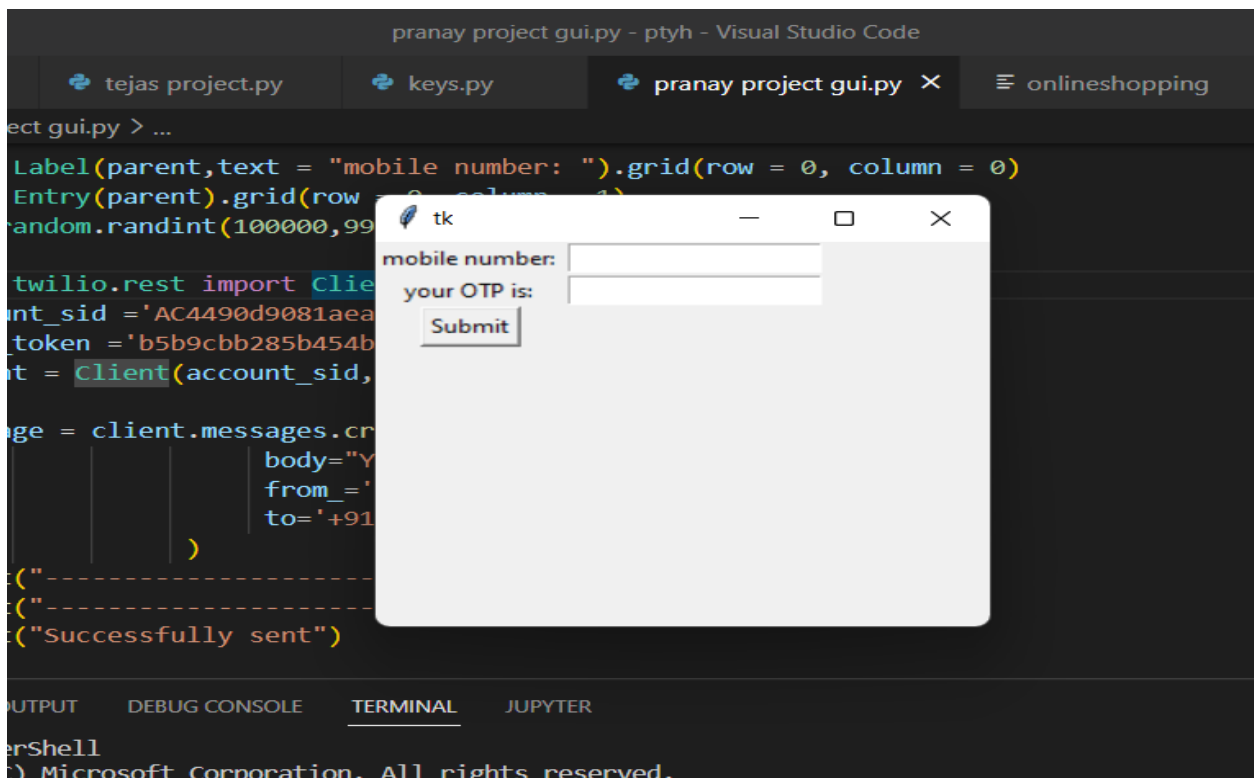 pranay project gui.py - ptyh - Visual Studio Code
tejas project.py keys.py pranay project gui.py onlineshopping
ect gui.py > ...
Label(parent,text = "mobile number: ").grid(row = 0, column = 0)
Entry(parent).grid(row
random.randint(100000,99
twilio.rest import Clie
unt_sid ='AC4490d9081aea
_token ='b5b9cbb285b454b
nt = Client(account_sid,
age = client.messages.cr
body="Y
from_='
to='+91
)
t("---------------------
t("---------------------
t("Successfully sent")
tk
mobile number:
your OTP is:
Submit
OUTPUT DEBUG CONSOLE TERMINAL JUPYTER
erShell
) Microsoft Corporation. All rights reserved.